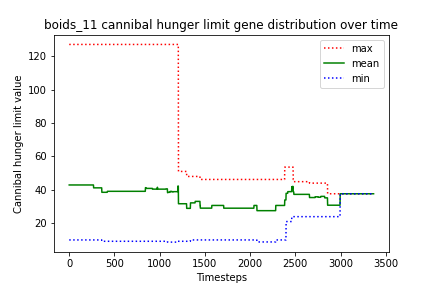 boids_11 cannibal hunger limit gene distribution over time
Cannibal hunger limit value
120
100
80
60
40
20
max
mean
min
0
500
1000
1500
2000
2500
3000
3500
Timesteps